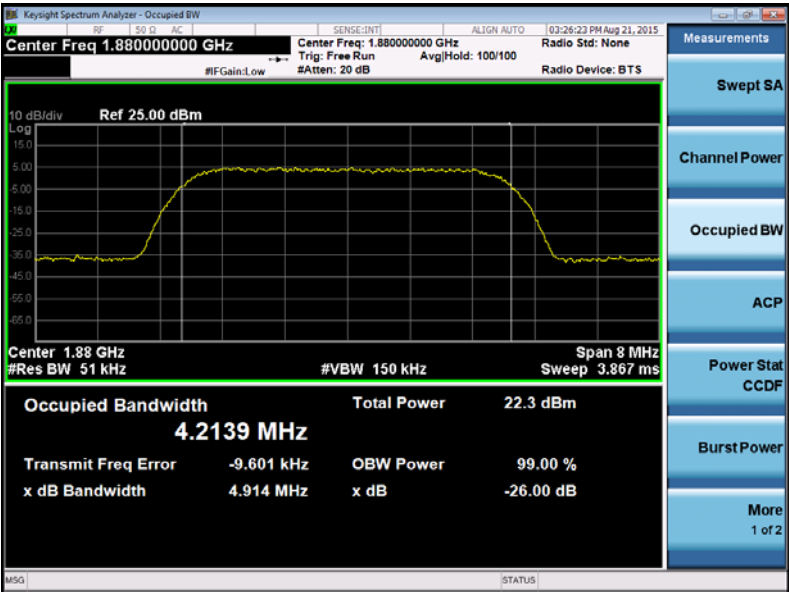 Keysight Spectrum Analyzer - Occupied BW
RF 50 Ω AC SENSE:INT ALIGN AUTO 03:26:23 PM Aug 21, 2015
Center Freq 1.880000000 GHz Center Freq: 1.880000000 GHz Radio Std: None
Trig: Free Run Avg|Hold: 100/100
#IFGain:Low #Atten: 20 dB Radio Device: BTS
10 dB/div Ref 25.00 dBm
Log
15.0
5.00
-5.00
-15.0
-25.0
-35.0
-45.0
-55.0
-65.0
Center 1.88 GHz Span 8 MHz
#Res BW 51 kHz #VBW 150 kHz Sweep 3.867 ms
Occupied Bandwidth Total Power 22.3 dBm
4.2139 MHz
Transmit Freq Error -9.601 kHz OBW Power 99.00 %
x dB Bandwidth 4.914 MHz x dB -26.00 dB
Measurements
Swept SA
Channel Power
Occupied BW
ACP
Power Stat
CCDF
Burst Power
More
1 of 2
MSG STATUS